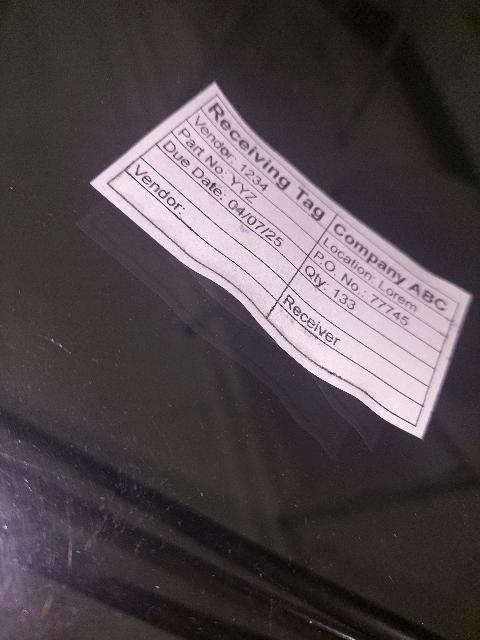 Receiving Tag Company ABC
Vendor: 1234 Location: Lorem
Part No: YYZ P.O. No.: 77745
Due Date: 04/07/25 Qty: 133
Vendor: Receiver